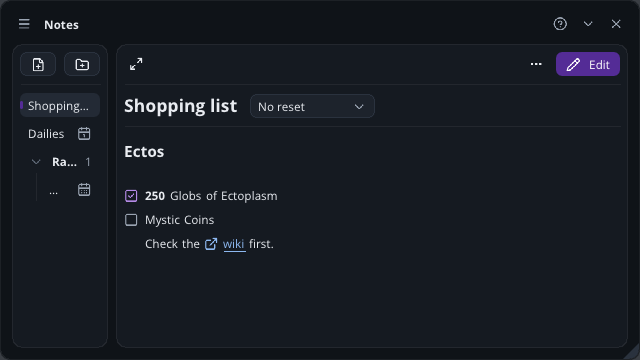 Notes
Edit
Shopping...
Shopping list
No reset
Dailies
Ra... 1
...
Ectos
250 Globs of Ectoplasm
Mystic Coins
Check the wiki first.